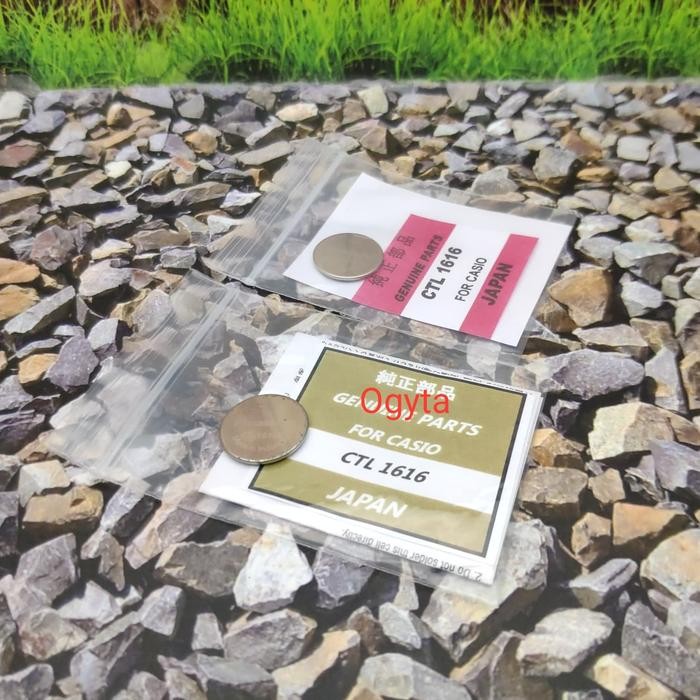 純正部品
GENUINE PARTS
CTL 1616
FOR CASIO
JAPAN
純正部品
GENUINE PARTS
Ogyta
FOR CASIO
CTL 1616
JAPAN
2. Do not solder this cell directly.